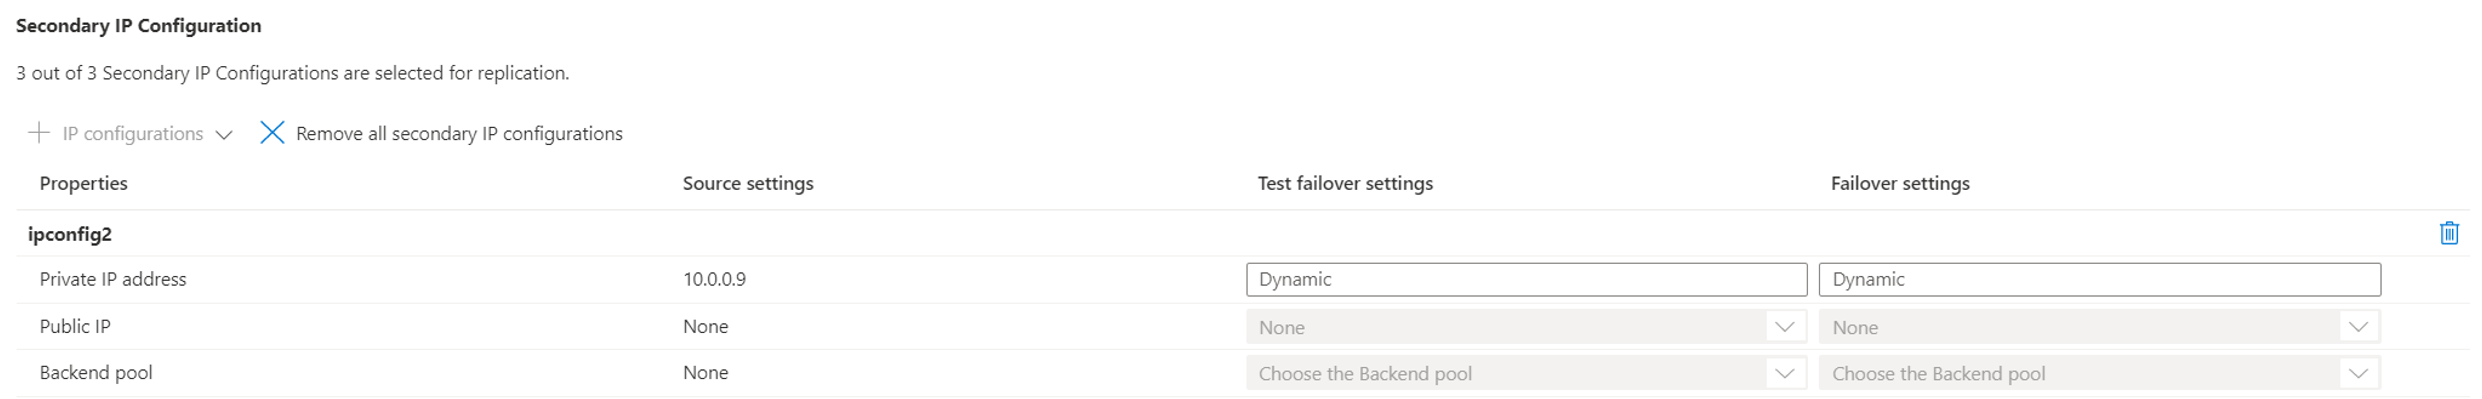 Secondary IP Configuration
3 out of 3 Secondary IP Configurations are selected for replication.
IP configurations Remove all secondary IP configurations
Properties Source settings Test failover settings Failover settings
ipconfig2
Private IP address 10.0.0.9 Dynamic Dynamic
Public IP None None None
Backend pool None Choose the Backend pool Choose the Backend pool